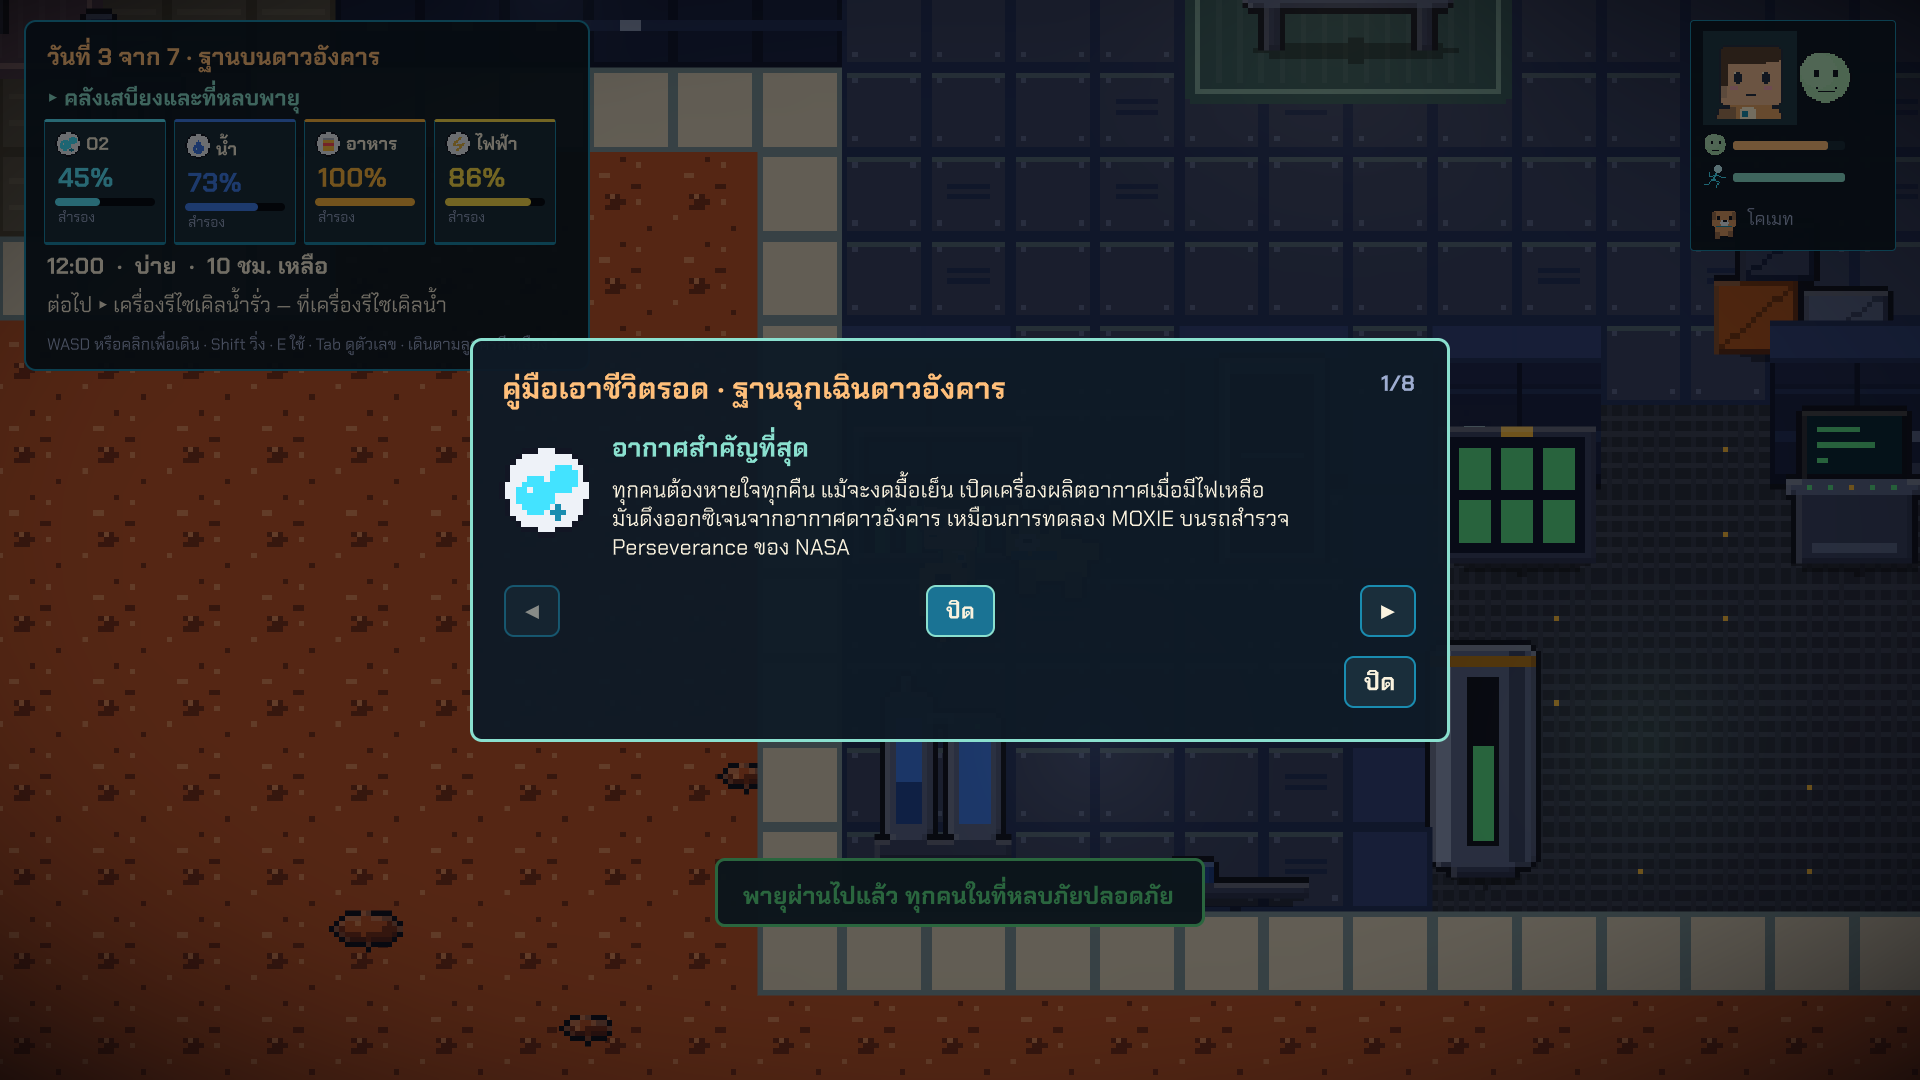 วันที่ 3 จาก 7 · ฐานบนดาวอังคาร
▸ คลังเสบียงและที่หลบพายุ
O2
45%
สำรอง
น้ำ
73%
สำรอง
อาหาร
100%
สำรอง
ไฟฟ้า
86%
สำรอง
12:00 · บ่าย · 10 ชม. เหลือ
ต่อไป ▸ เครื่องรีไซเคิลน้ำรั่ว — ที่เครื่องรีไซเคิลน้ำ
WASD หรือคลิกเพื่อเดิน · Shift วิ่ง · E ใช้ · Tab ดูตัวเลข · เดินตาม
โคเมท
คู่มือเอาชีวิตรอด · ฐานฉุกเฉินดาวอังคาร
1/8
อากาศสำคัญที่สุด
ทุกคนต้องหายใจทุกคืน แม้จะงดมื้อเย็น เปิดเครื่องผลิตอากาศเมื่อมีไฟเหลือ
มันดึงออกซิเจนจากอากาศดาวอังคาร เหมือนการทดลอง MOXIE บนรถสำรวจ
Perseverance ของ NASA
◀
ปิด
▶
ปิด
พายุผ่านไปแล้ว ทุกคนในที่หลบภัยปลอดภัย